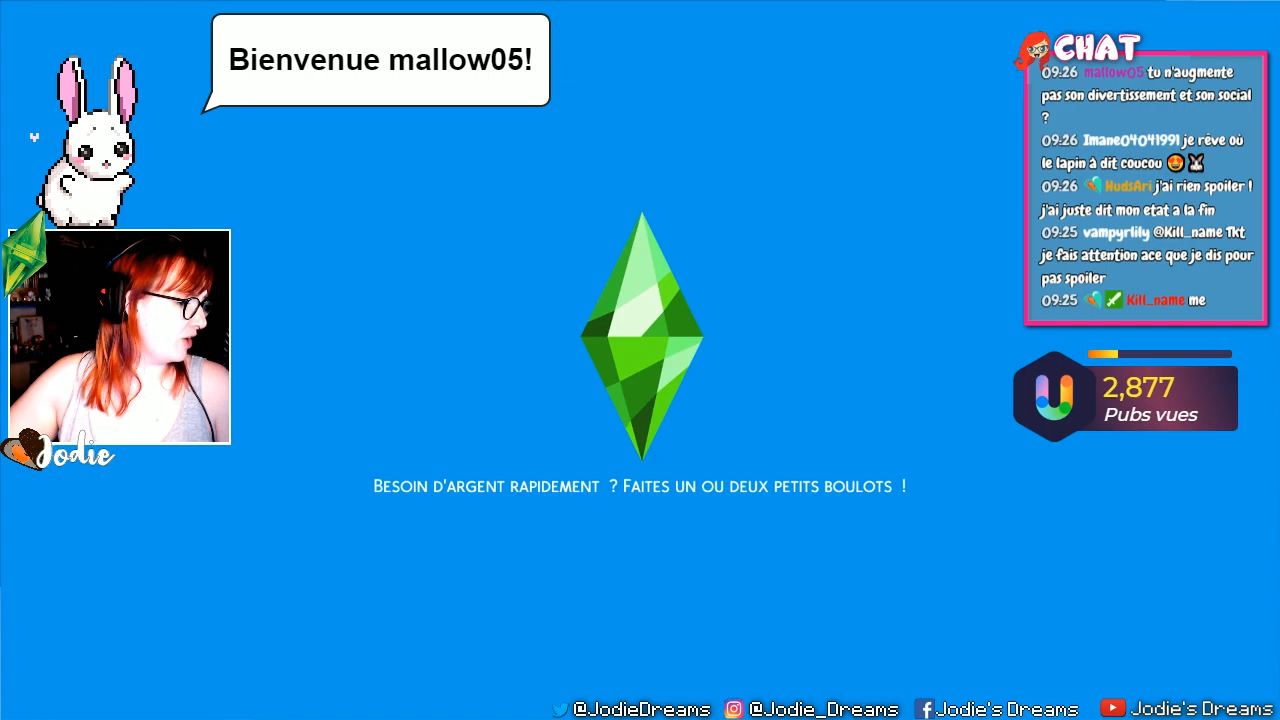 Bienvenue mallow05!
CHAT
09:26 mallow05 tu n'augmente
pas son divertissement et son social
?
09:26 Imane04041991 je rêve où
le lapin à dit coucou
09:26 HudsAri j'ai rien spoiler !
j'ai juste dit mon etat a la fin
09:25 vampyrlily @Kill_name Tkt
je fais attention ace que je dis pour
pas spoiler
09:25 Kill_name me
2,877
Pubs vues
Jodie
Besoin d'argent rapidement ? Faites un ou deux petits boulots !
@JodieDreams @Jodie_Dreams Jodie's Dreams Jodie's Dreams